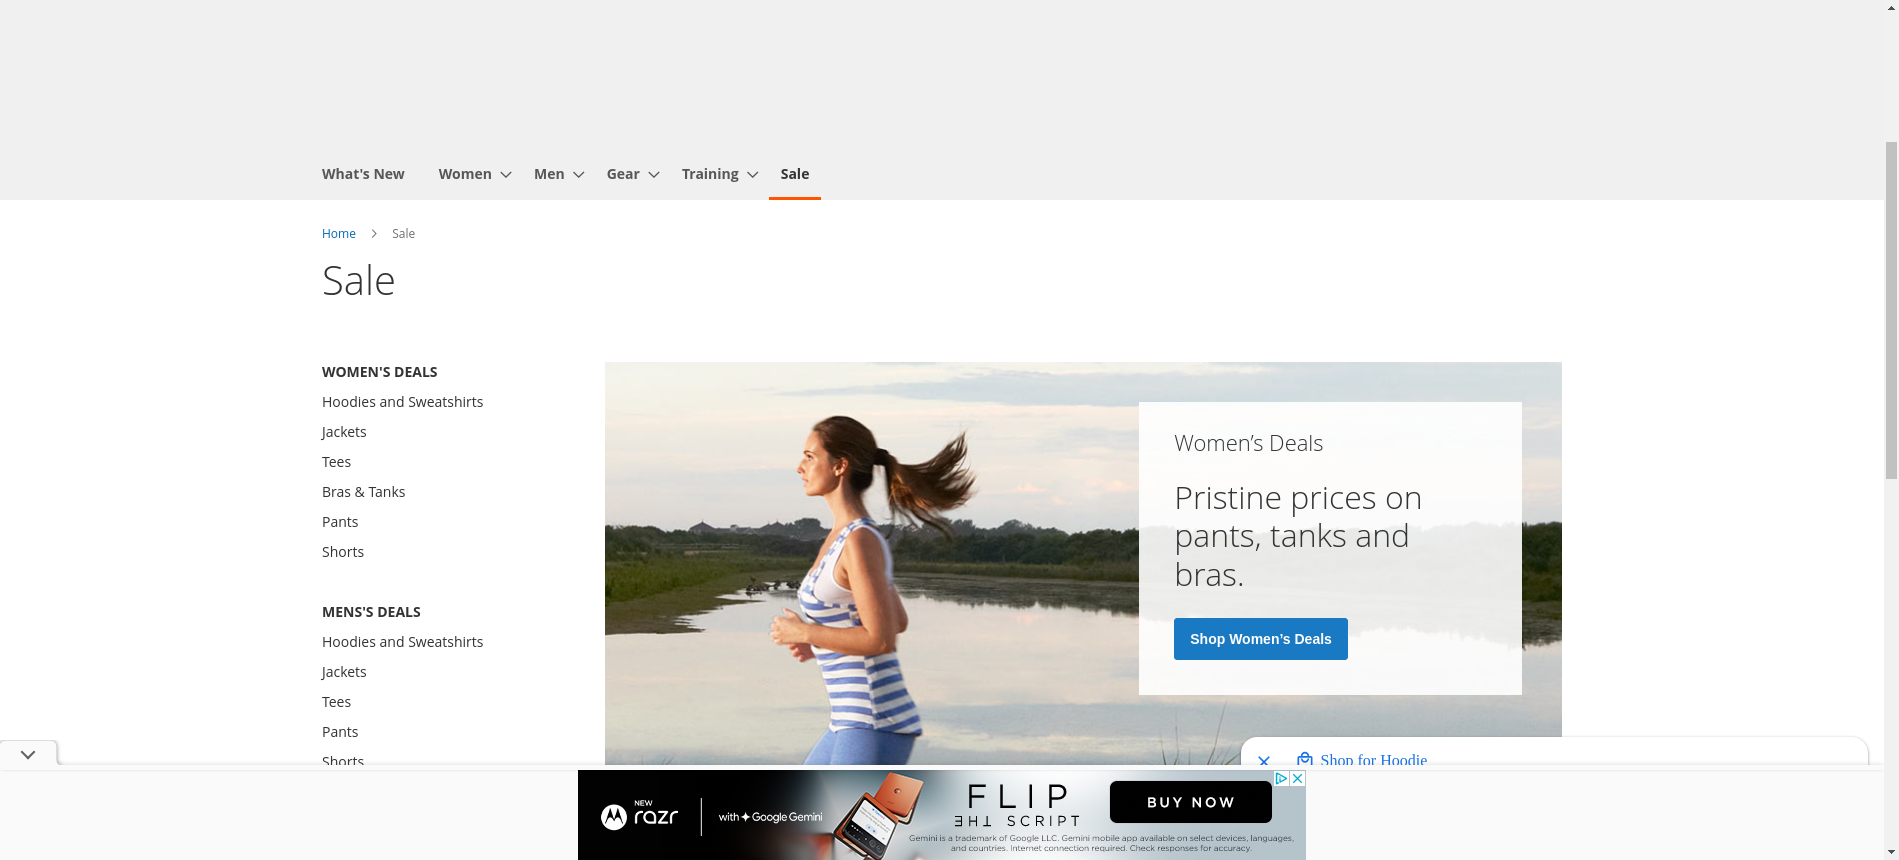 What's New Women Men Gear Training Sale
Home Sale
Sale
WOMEN'S DEALS
Hoodies and Sweatshirts
Jackets
Tees
Bras & Tanks
Pants
Shorts
MENS'S DEALS
Hoodies and Sweatshirts
Jackets
Tees
Pants
Shorts
Women’s Deals
Pristine prices on
pants, tanks and
bras.
Shop Women’s Deals
Shop for Hoodie
NEW
razr
with Google Gemini
FLIP
THE SCRIPT
BUY NOW
Gemini is a trademark of Google LLC. Gemini mobile app available on select devices, languages,
and countries. Internet connection required. Check responses for accuracy.